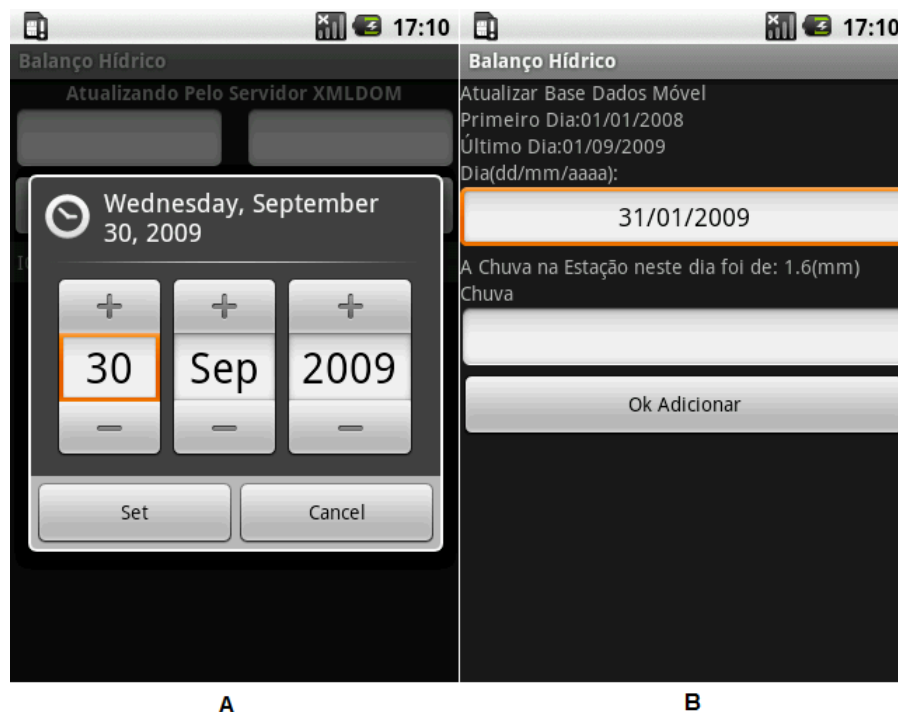 17:10
Balanço Hídrico
Atualizando Pelo Servidor XMLDOM
Wednesday, September
30, 2009
+ + +
30 Sep 2009
- - -
Set Cancel
A
17:10
Balanço Hídrico
Atualizar Base Dados Móvel
Primeiro Dia:01/01/2008
Último Dia:01/09/2009
Dia(dd/mm/aaaa):
31/01/2009
A Chuva na Estação neste dia foi de: 1.6(mm)
Chuva
Ok Adicionar
B